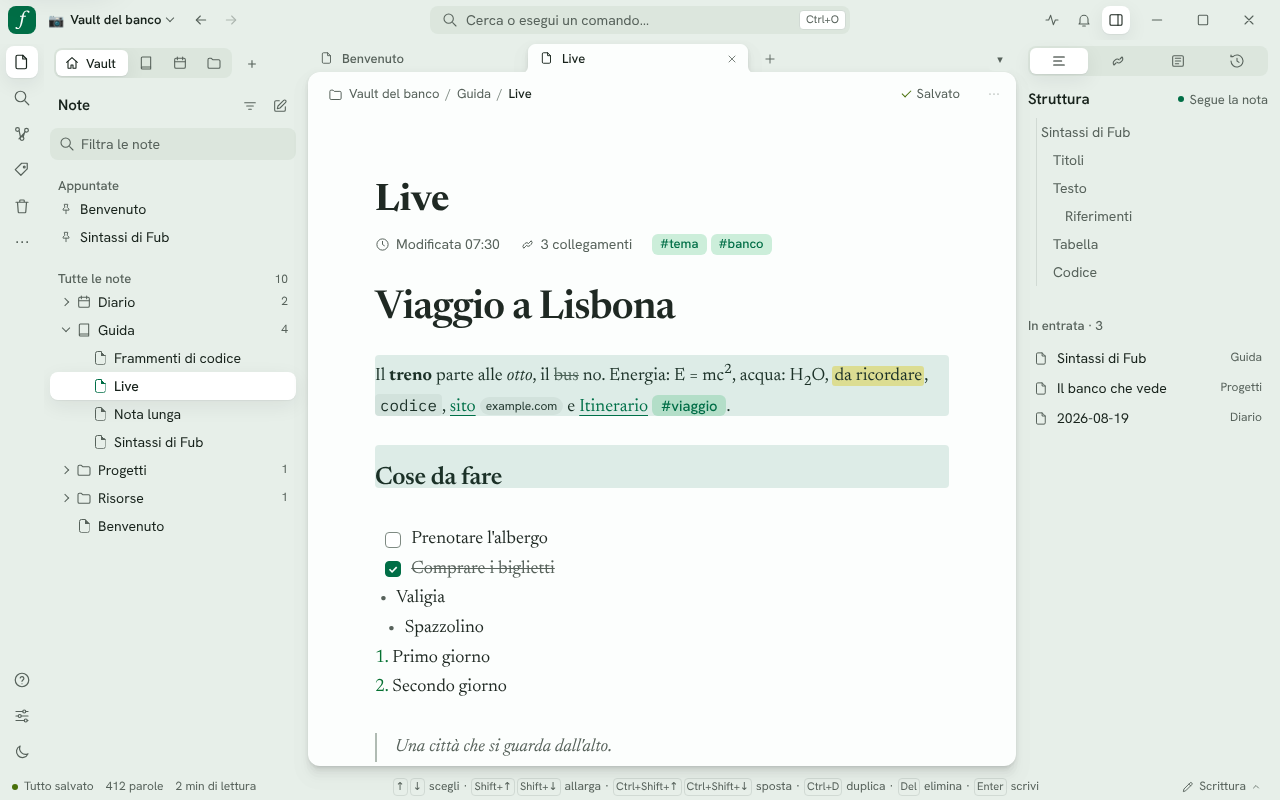 f Vault del banco
Cerca o esegui un comando... Ctrl+O
Vault
Benvenuto
Live
Vault del banco / Guida / Live
Salvato
Note
Filtra le note
Appuntate
Benvenuto
Sintassi di Fub
Tutte le note 10
Diario 2
Guida 4
Frammenti di codice
Live
Nota lunga
Sintassi di Fub
Progetti 1
Risorse 1
Benvenuto
Live
Modificata 07:30 3 collegamenti #tema #banco
Viaggio a Lisbona
Il treno parte alle otto, il bus no. Energia: E = mc², acqua: H₂O, da ricordare,
codice, sito example.com e Itinerario #viaggio.
Cose da fare
Prenotare l'albergo
Comprare i biglietti
• Valigia
• Spazzolino
1. Primo giorno
2. Secondo giorno
Una città che si guarda dall'alto.
Struttura
Segue la nota
Sintassi di Fub
Titoli
Testo
Riferimenti
Tabella
Codice
In entrata · 3
Sintassi di Fub Guida
Il banco che vede Progetti
2026-08-19 Diario
Tutto salvato 412 parole 2 min di lettura
↑ ↓ scegli · Shift+↑ Shift+↓ allarga · Ctrl+Shift+↑ Ctrl+Shift+↓ sposta · Ctrl+D duplica · Del elimina · Enter scrivi
Scrittura